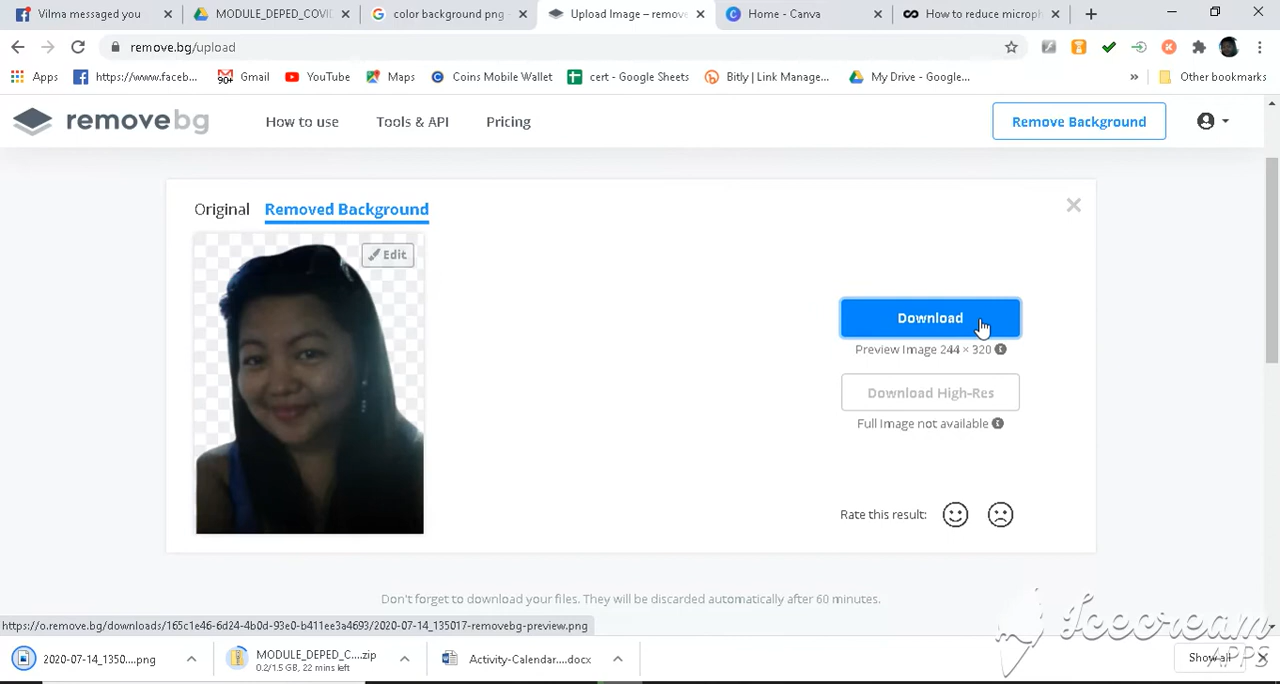 Vilma messaged you
MODULE_DEPED_COVI
color background png -
Upload Image – remove
Home - Canva
How to reduce microph
remove.bg/upload
Apps
https://www.faceb...
Gmail
YouTube
Maps
Coins Mobile Wallet
cert - Google Sheets
Bitly | Link Manage...
My Drive - Google...
»
Other bookmarks
removebg
How to use
Tools & API
Pricing
Remove Background
Original
Removed Background
Edit
Download
Preview Image 244 × 320
Download High-Res
Full Image not available
Rate this result:
Don't forget to download your files. They will be discarded automatically after 60 minutes.
https://o.remove.bg/downloads/165c1e46-6d24-4b0d-93e0-b411ee3a4693/2020-07-14_135017-removebg-preview.png
Icecream
APPS
2020-07-14_1350....png
MODULE_DEPED_C....zip
0.2/1.5 GB, 22 mins left
Activity-Calendar....docx
Show all